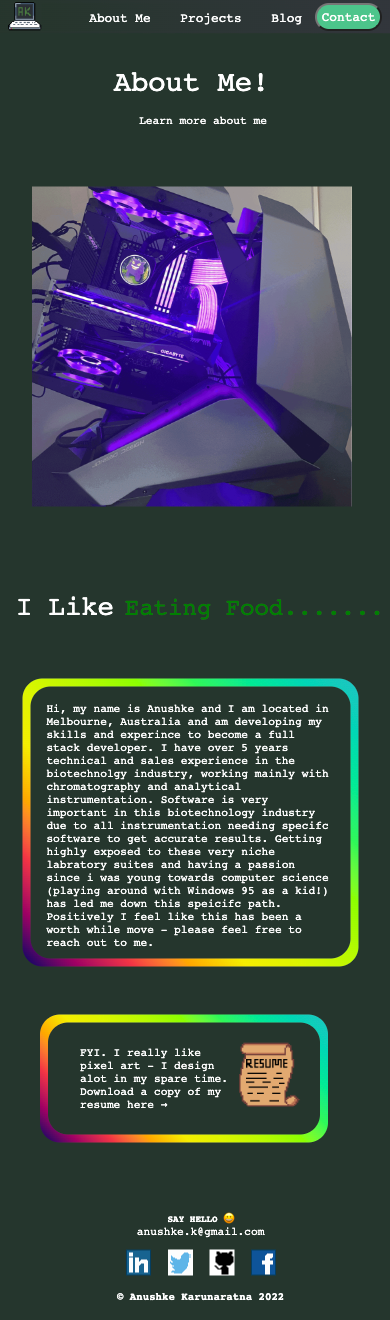 AK
About Me Projects Blog Contact
About Me!
Learn more about me
GIGABYTE
I Like Eating Food.......
Hi, my name is Anushke and I am located in
Melbourne, Australia and am developing my
skills and experince to become a full
stack developer. I have over 5 years
technical and sales experience in the
biotechnolgy industry, working mainly with
chromatography and analytical
instrumentation. Software is very
important in this biotechnology industry
due to all instrumentation needing specifc
software to get accurate results. Getting
highly exposed to these very niche
labratory suites and having a passion
since i was young towards computer science
(playing around with Windows 95 as a kid!)
has led me down this speicifc path.
Positively I feel like this has been a
worth while move - please feel free to
reach out to me.
FYI. I really like
pixel art - I design
alot in my spare time.
Download a copy of my
resume here →
RESUME
SAY HELLO 😄
anushke.k@gmail.com
in
f
© Anushke Karunaratna 2022